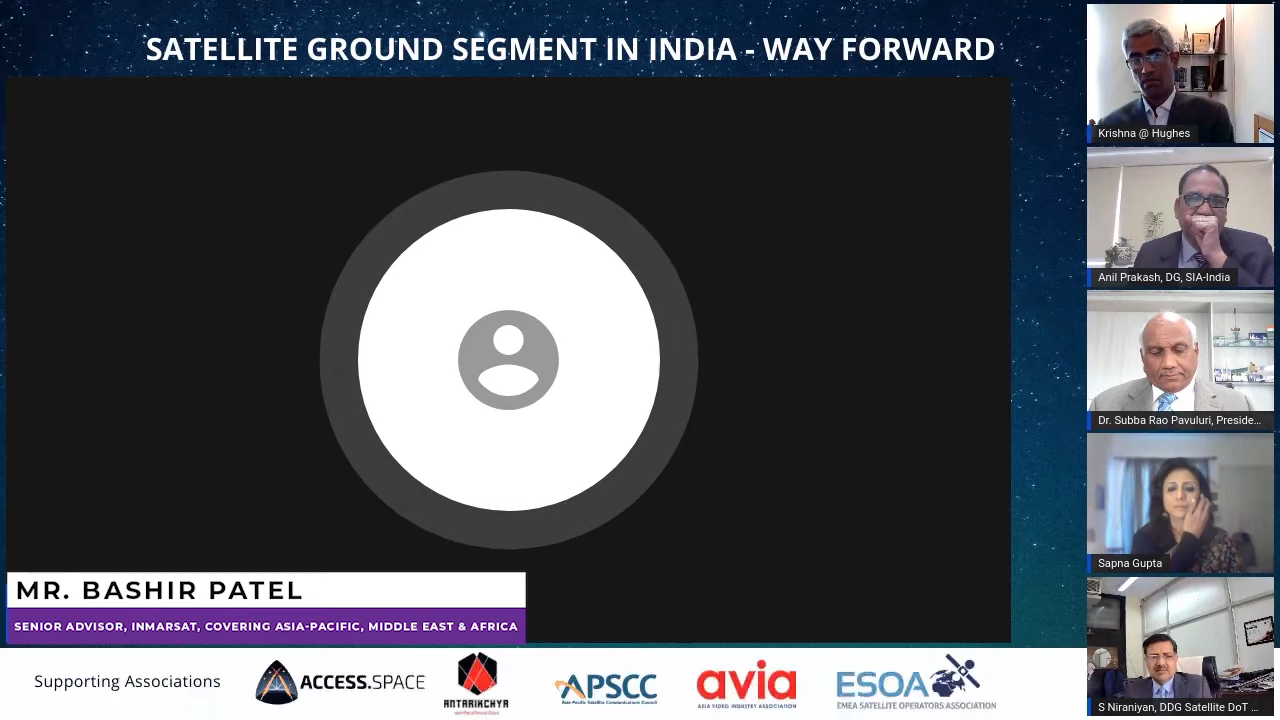 SATELLITE GROUND SEGMENT IN INDIA - WAY FORWARD
Krishna @ Hughes
Anil Prakash, DG, SIA-India
Dr. Subba Rao Pavuluri, Preside...
Sapna Gupta
S Niraniyan, DDG Satellite DoT ...
MR. BASHIR PATEL
SENIOR ADVISOR, INMARSAT, COVERING ASIA-PACIFIC, MIDDLE EAST & AFRICA
Supporting Associations
ACCESS.SPACE
ANTARIKCHYA
APSCC
Asia-Pacific Satellite Communications Council
avia
ASIA VIDEO INDUSTRY ASSOCIATION
ESOA
EMEA SATELLITE OPERATORS ASSOCIATION